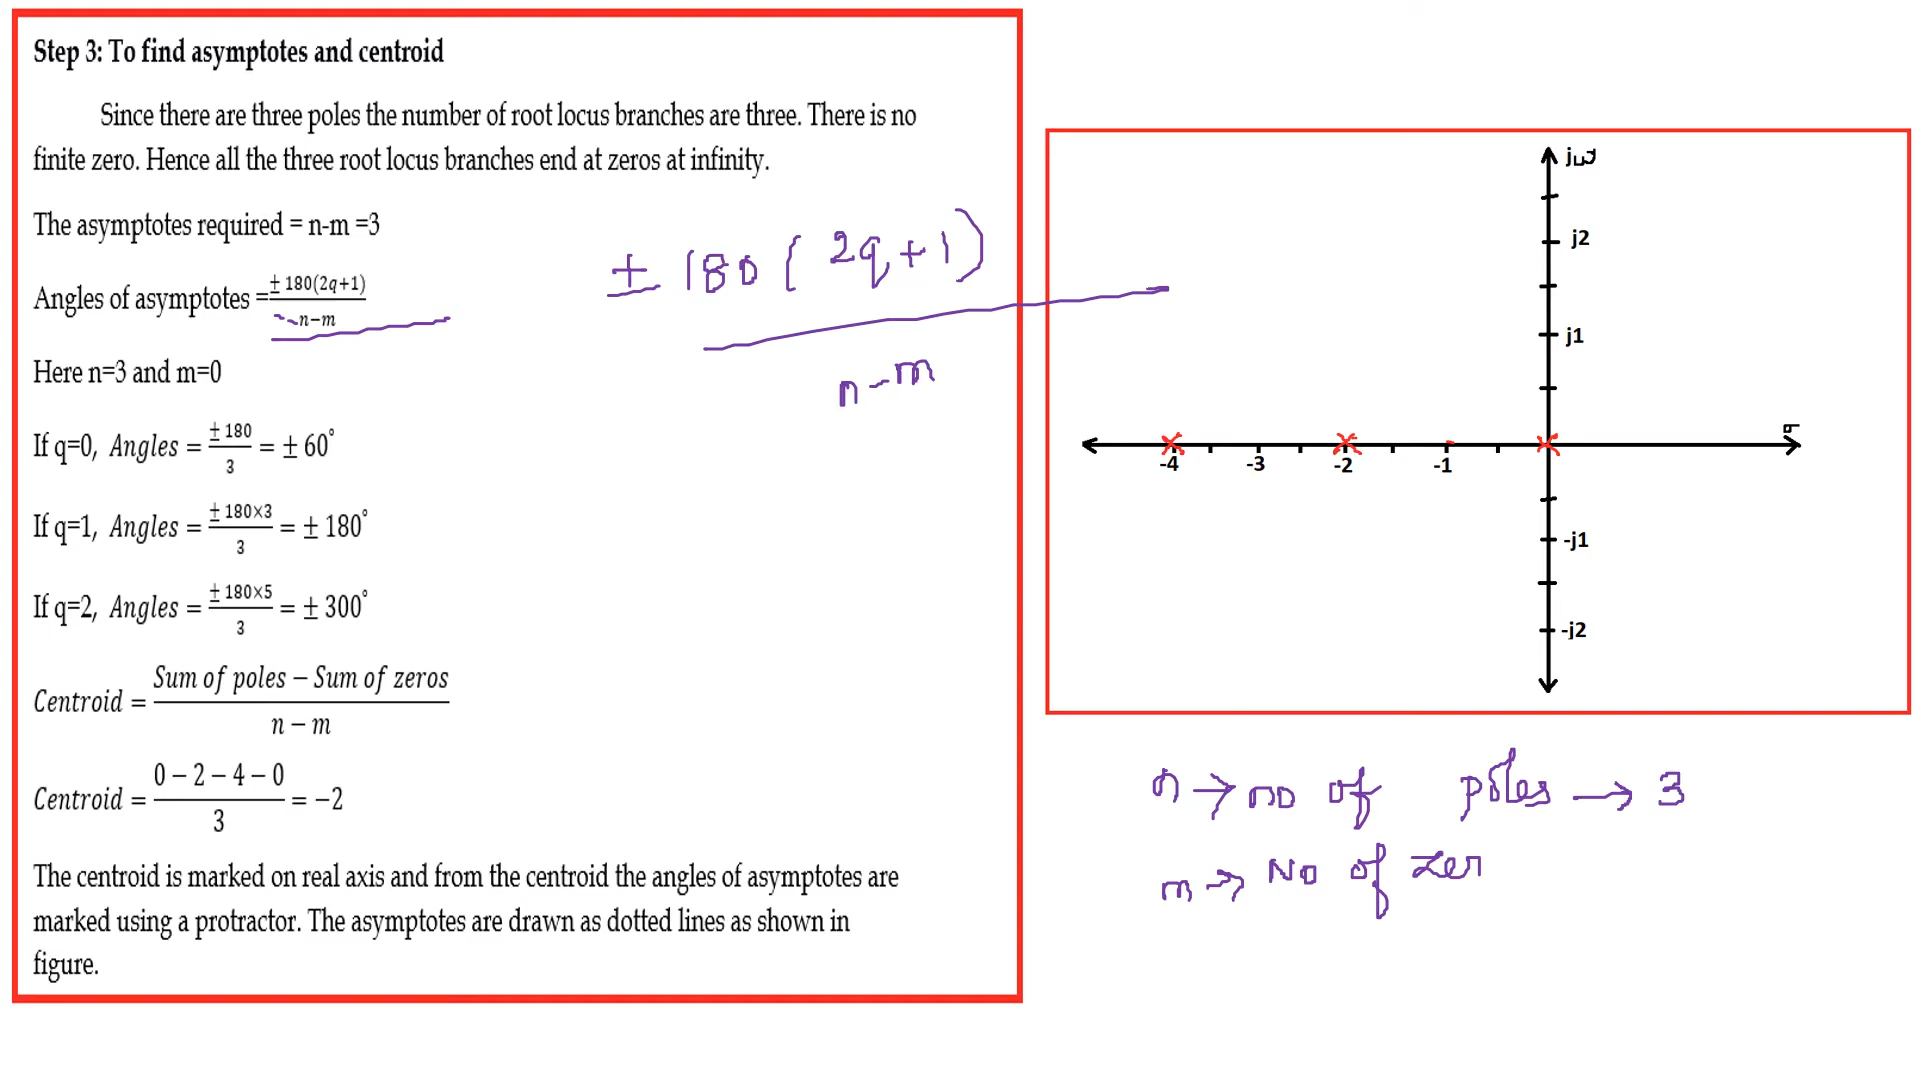 Step 3: To find asymptotes and centroid
Since there are three poles the number of root locus branches are three. There is no
finite zero. Hence all the three root locus branches end at zeros at infinity.
The asymptotes required = n-m =3
Angles of asymptotes = ± 180(2q+1) / n−m
± 180 ( 2q + 1 )
n - m
Here n=3 and m=0
If q=0, Angles = ± 180 / 3 = ± 60°
If q=1, Angles = ± 180×3 / 3 = ± 180°
If q=2, Angles = ± 180×5 / 3 = ± 300°
Centroid = Sum of poles − Sum of zeros / n − m
Centroid = 0 − 2 − 4 − 0 / 3 = −2
The centroid is marked on real axis and from the centroid the angles of asymptotes are
marked using a protractor. The asymptotes are drawn as dotted lines as shown in
figure.
jω
j2
j1
σ
-4 -3 -2 -1
-j1
-j2
n → no of poles → 3
m → No of zer